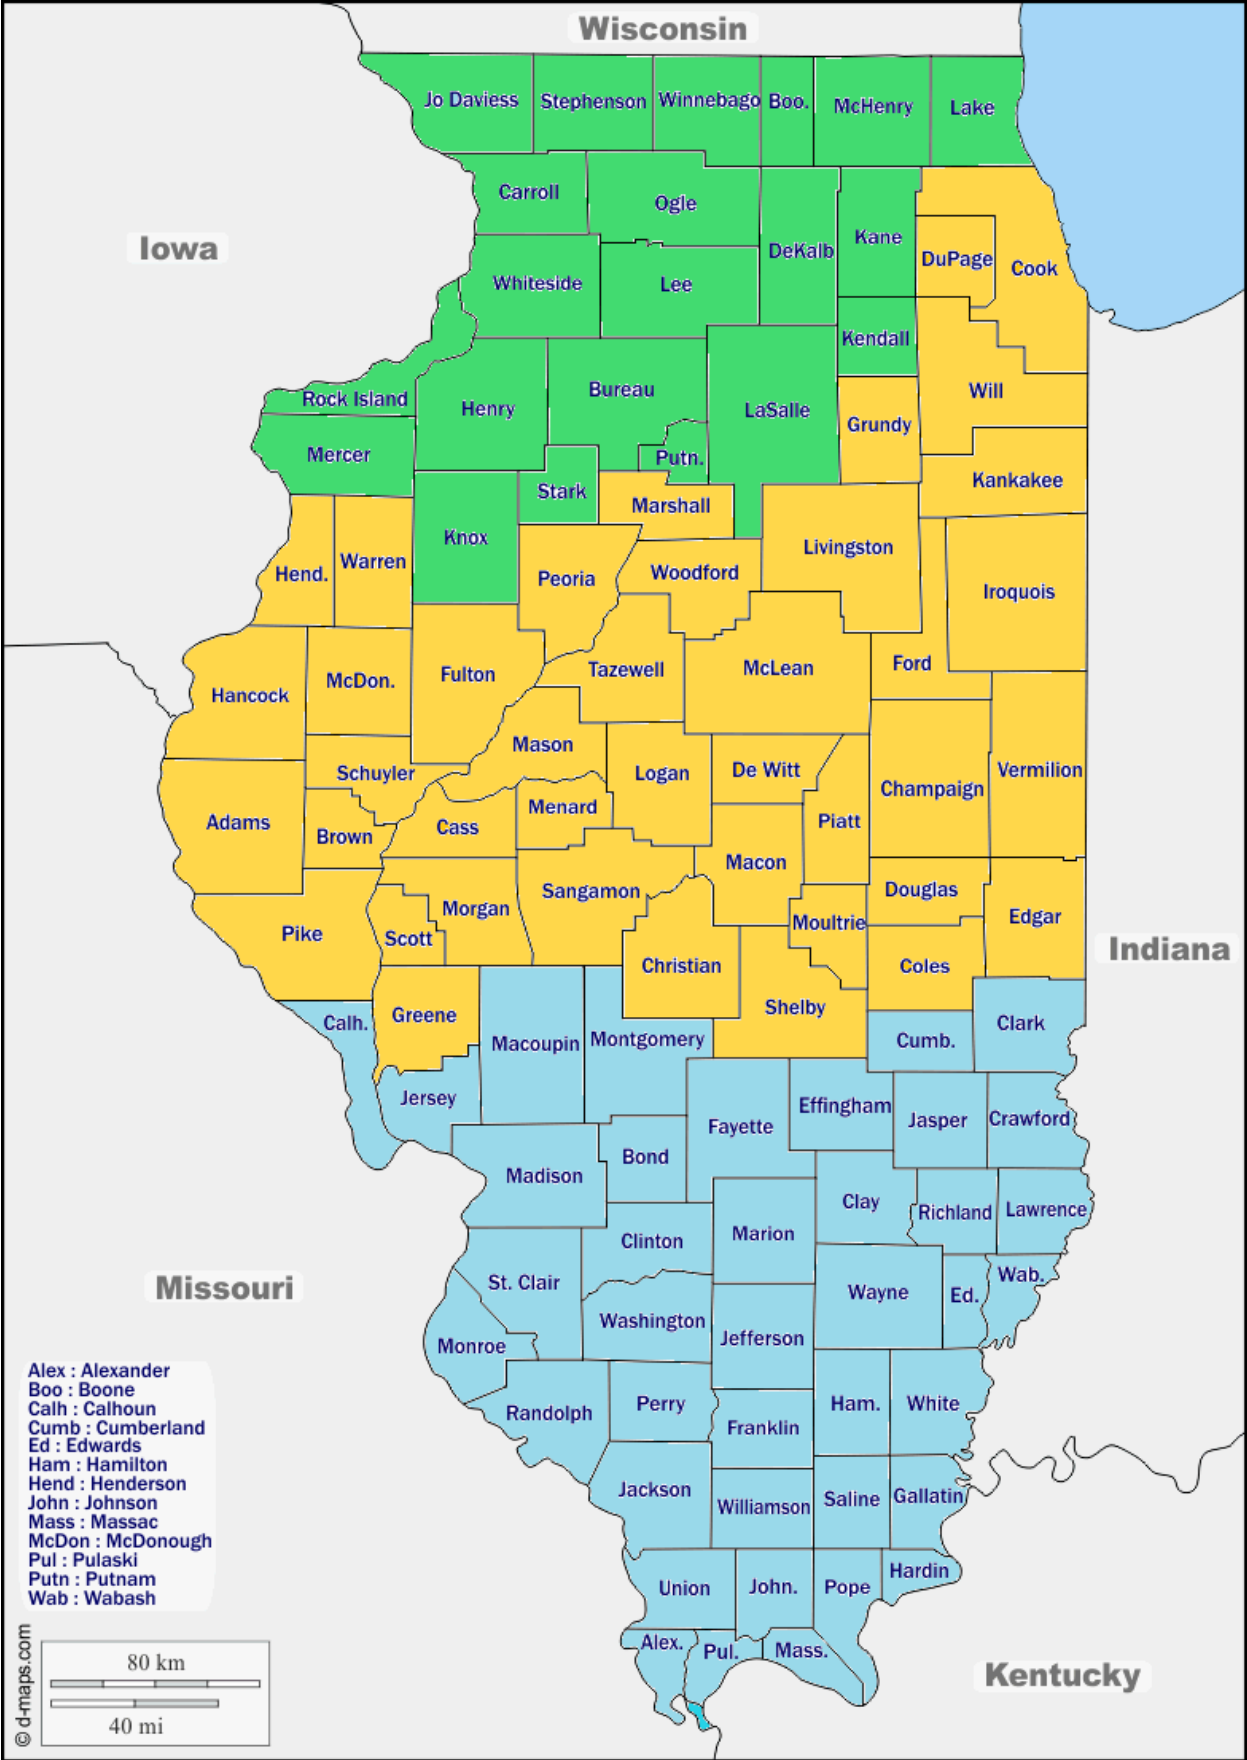 Wisconsin
Jo Daviess
Stephenson
Winnebago
Boo.
McHenry
Lake
Carroll
Ogle
DeKalb
Kane
DuPage
Cook
Iowa
Whiteside
Lee
Kendall
Rock Island
Henry
Bureau
LaSalle
Will
Grundy
Mercer
Putn.
Kankakee
Stark
Marshall
Knox
Livingston
Hend.
Warren
Peoria
Woodford
Iroquois
Hancock
McDon.
Fulton
Tazewell
McLean
Ford
Mason
Schuyler
Logan
De Witt
Champaign
Vermilion
Adams
Brown
Cass
Menard
Piatt
Macon
Sangamon
Douglas
Pike
Scott
Morgan
Moultrie
Edgar
Christian
Coles
Indiana
Calh.
Greene
Macoupin
Montgomery
Shelby
Cumb.
Clark
Jersey
Fayette
Effingham
Jasper
Crawford
Madison
Bond
Clay
Richland
Lawrence
Clinton
Marion
Missouri
St. Clair
Wayne
Ed.
Wab.
Monroe
Washington
Jefferson
Randolph
Perry
Franklin
Ham.
White
Jackson
Williamson
Saline
Gallatin
Union
John.
Pope
Hardin
Alex.
Pul.
Mass.
Kentucky
Alex : Alexander
Boo : Boone
Calh : Calhoun
Cumb : Cumberland
Ed : Edwards
Ham : Hamilton
Hend : Henderson
John : Johnson
Mass : Massac
McDon : McDonough
Pul : Pulaski
Putn : Putnam
Wab : Wabash
© d-maps.com
80 km
40 mi